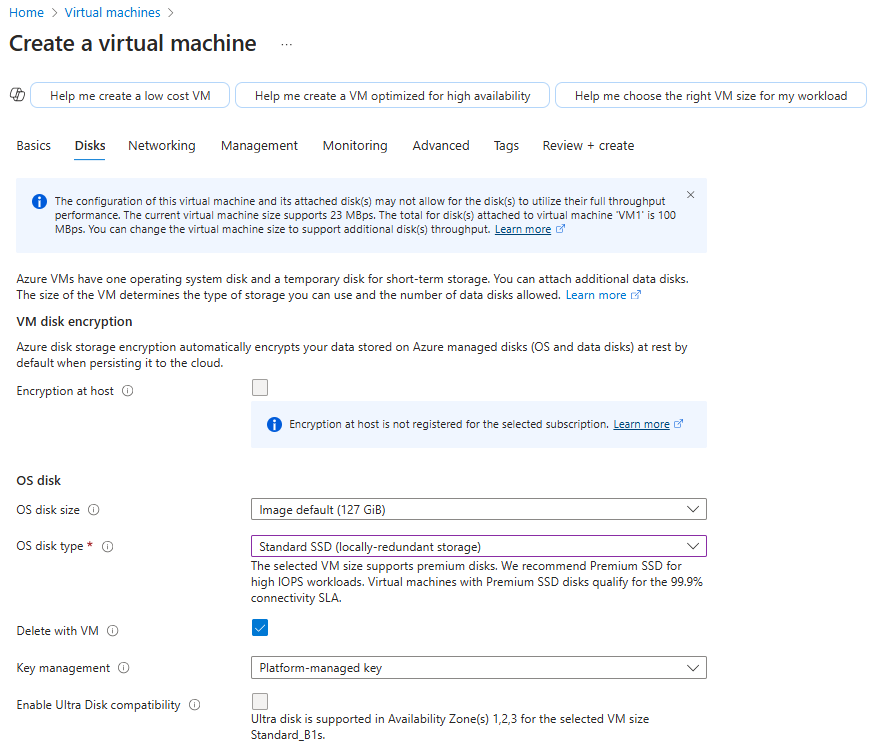 Home > Virtual machines >
Create a virtual machine ...
Help me create a low cost VM
Help me create a VM optimized for high availability
Help me choose the right VM size for my workload
Basics Disks Networking Management Monitoring Advanced Tags Review + create
The configuration of this virtual machine and its attached disk(s) may not allow for the disk(s) to utilize their full throughput
performance. The current virtual machine size supports 23 MBps. The total for disk(s) attached to virtual machine 'VM1' is 100
MBps. You can change the virtual machine size to support additional disk(s) throughput. Learn more
Azure VMs have one operating system disk and a temporary disk for short-term storage. You can attach additional data disks.
The size of the VM determines the type of storage you can use and the number of data disks allowed. Learn more
VM disk encryption
Azure disk storage encryption automatically encrypts your data stored on Azure managed disks (OS and data disks) at rest by
default when persisting it to the cloud.
Encryption at host
Encryption at host is not registered for the selected subscription. Learn more
OS disk
OS disk size
Image default (127 GiB)
OS disk type *
Standard SSD (locally-redundant storage)
The selected VM size supports premium disks. We recommend Premium SSD for
high IOPS workloads. Virtual machines with Premium SSD disks qualify for the 99.9%
connectivity SLA.
Delete with VM
Key management
Platform-managed key
Enable Ultra Disk compatibility
Ultra disk is supported in Availability Zone(s) 1,2,3 for the selected VM size
Standard_B1s.